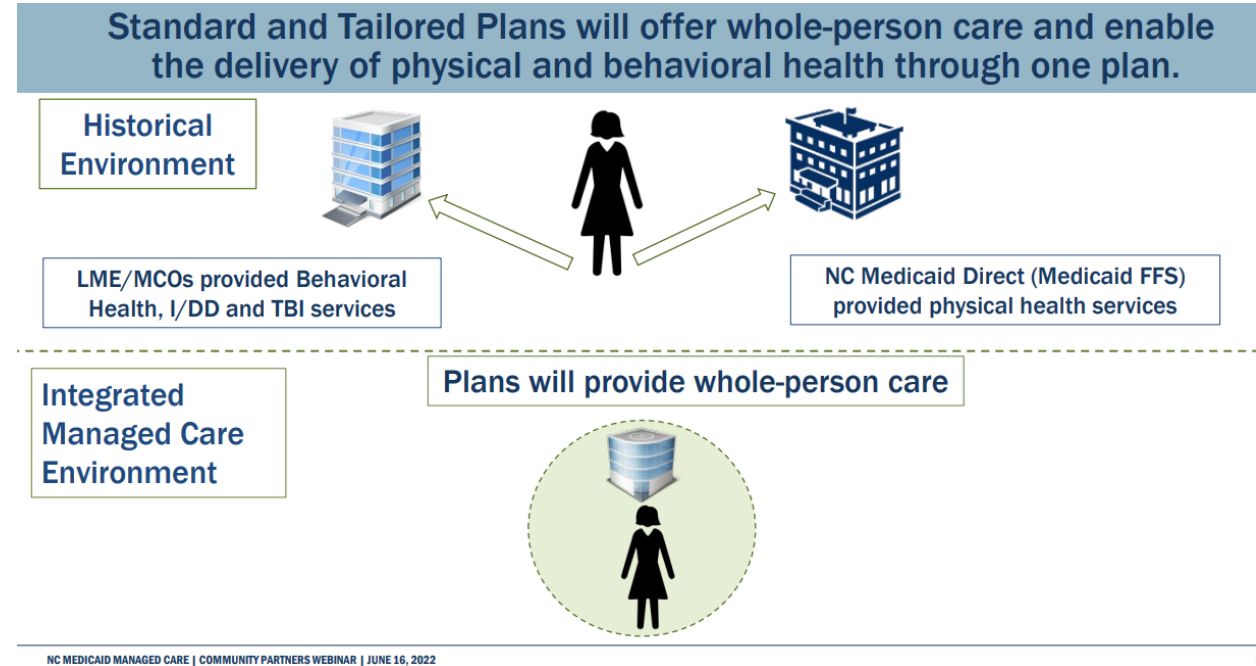 Standard and Tailored Plans will offer whole-person care and enable
the delivery of physical and behavioral health through one plan.
Historical
Environment
LME/MCOs provided Behavioral
Health, I/DD and TBI services
NC Medicaid Direct (Medicaid FFS)
provided physical health services
Integrated
Managed Care
Environment
Plans will provide whole-person care
NC MEDICAID MANAGED CARE | COMMUNITY PARTNERS WEBINAR | JUNE 16, 2022